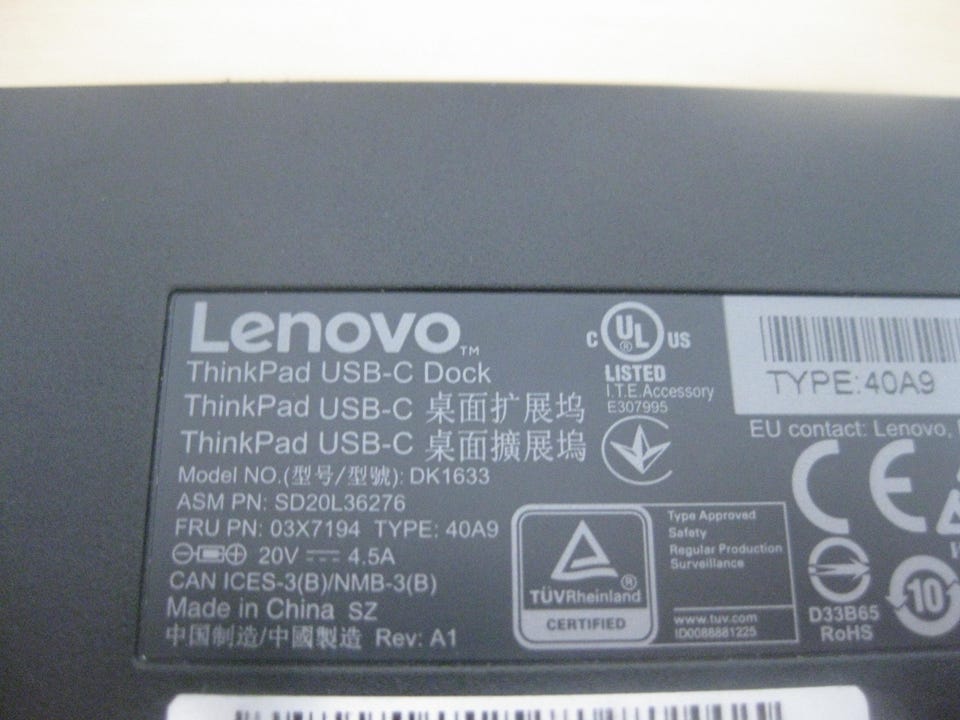 Lenovo™
ThinkPad USB-C Dock
ThinkPad USB-C 桌面扩展坞
ThinkPad USB-C 桌面擴展塢
Model NO.(型号/型號): DK1633
ASM PN: SD20L36276
FRU PN: 03X7194 TYPE: 40A9
20V 4.5A
CAN ICES-3(B)/NMB-3(B)
Made in China SZ
中国制造/中國製造 Rev: A1
C UL® US
LISTED
I.T.E.Accessory
E307995
TÜVRheinland®
CERTIFIED
Type Approved
Safety
Regular Production
Surveillance
www.tuv.com
ID0088881225
TYPE:40A9
EU contact: Lenovo,
CE
D33B65
RoHS
10